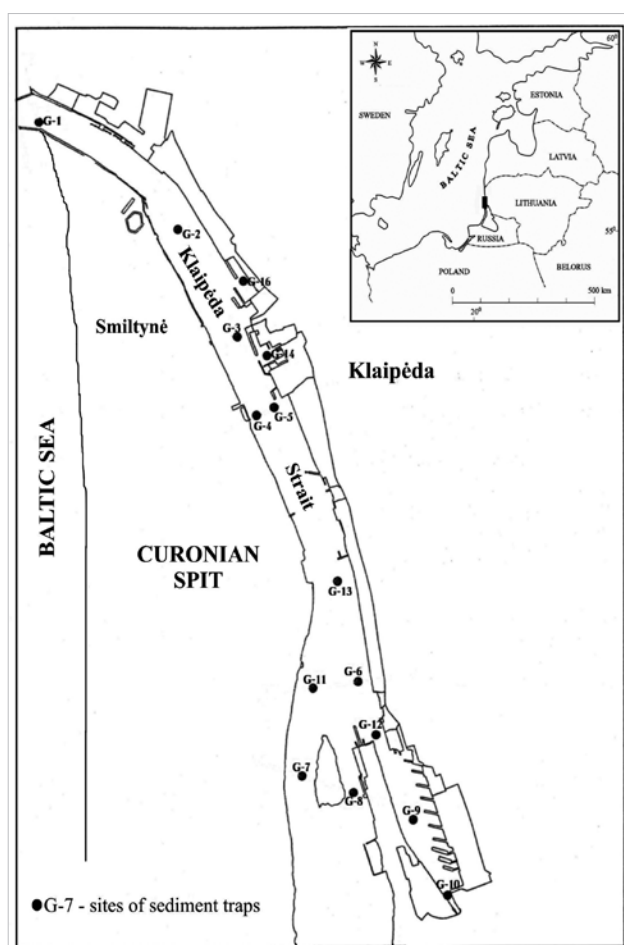 N
W E
S
60°
ESTONIA
SWEDEN
BALTIC SEA
LATVIA
LITHUANIA
RUSSIA
55°
POLAND
BELORUS
0 500 km
20°
G-1
G-2
Klaipėda
G-16
Smiltynė
G-3
G-14
Klaipėda
G-5
G-4
BALTIC SEA
Strait
CURONIAN
SPIT
G-13
G-6
G-11
G-12
G-7
G-8
G-9
G-10
G-7 - sites of sediment traps